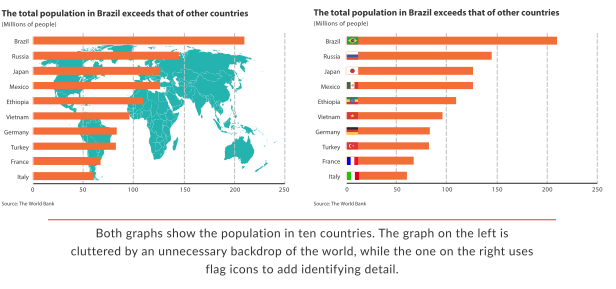 The total population in Brazil exceeds that of other countries
(Millions of people)
Brazil
Russia
Japan
Mexico
Ethiopia
Vietnam
Germany
Turkey
France
Italy
0 50 100 150 200 250
Source: The World Bank
The total population in Brazil exceeds that of other countries
(Millions of people)
Brazil
Russia
Japan
Mexico
Ethiopia
Vietnam
Germany
Turkey
France
Italy
0 50 100 150 200 250
Source: The World Bank
Both graphs show the population in ten countries. The graph on the left is
cluttered by an unnecessary backdrop of the world, while the one on the right uses
flag icons to add identifying detail.